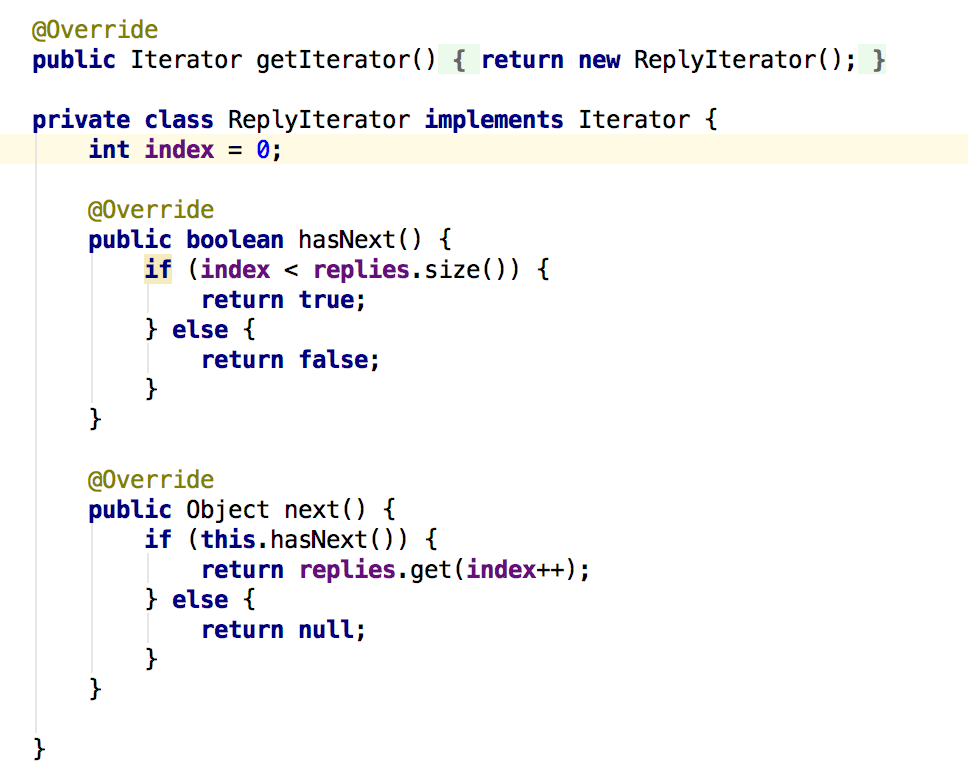 @Override
public Iterator getIterator() { return new ReplyIterator(); }
private class ReplyIterator implements Iterator {
int index = 0;
@Override
public boolean hasNext() {
if (index < replies.size()) {
return true;
} else {
return false;
}
}
@Override
public Object next() {
if (this.hasNext()) {
return replies.get(index++);
} else {
return null;
}
}
}